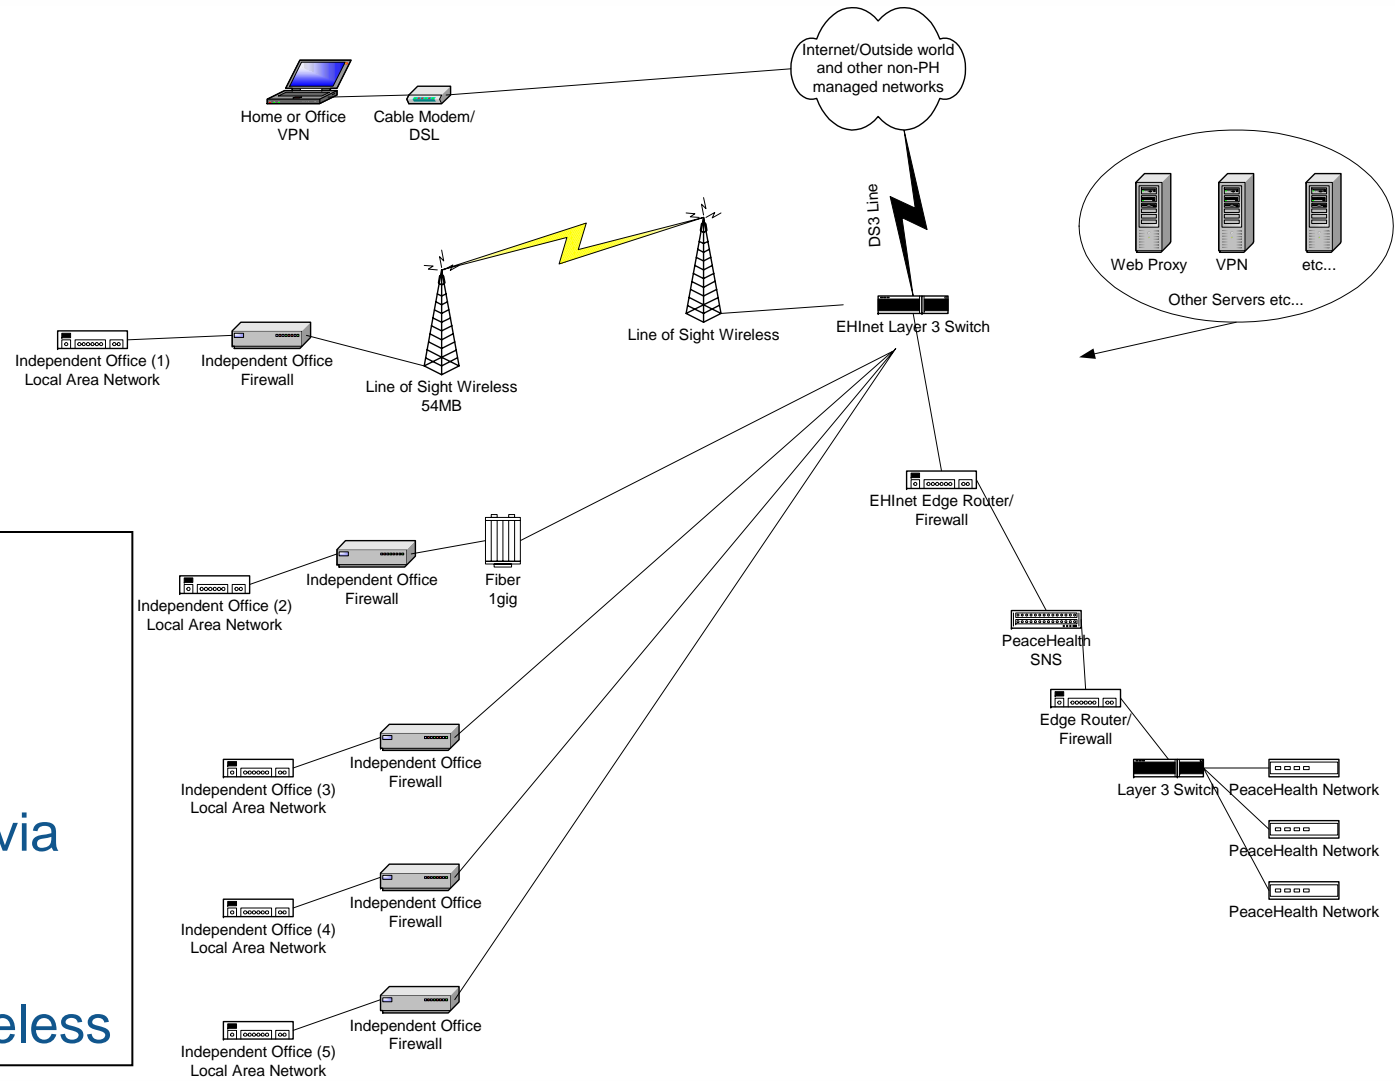 Internet/Outside world
and other non-PH
managed networks
Home or Office
VPN
Cable Modem/
DSL
DS3 Line
Web Proxy
VPN
etc...
Other Servers etc...
EHInet Layer 3 Switch
Line of Sight Wireless
Independent Office (1)
Local Area Network
Independent Office
Firewall
Line of Sight Wireless
54MB
EHInet Edge Router/
Firewall
Independent Office (2)
Local Area Network
Independent Office
Firewall
Fiber
1gig
PeaceHealth
SNS
Edge Router/
Firewall
Independent Office (3)
Local Area Network
Independent Office
Firewall
Layer 3 Switch
PeaceHealth Network
PeaceHealth Network
PeaceHealth Network
via
Independent Office (4)
Local Area Network
Independent Office
Firewall
eless
Independent Office (5)
Local Area Network
Independent Office
Firewall